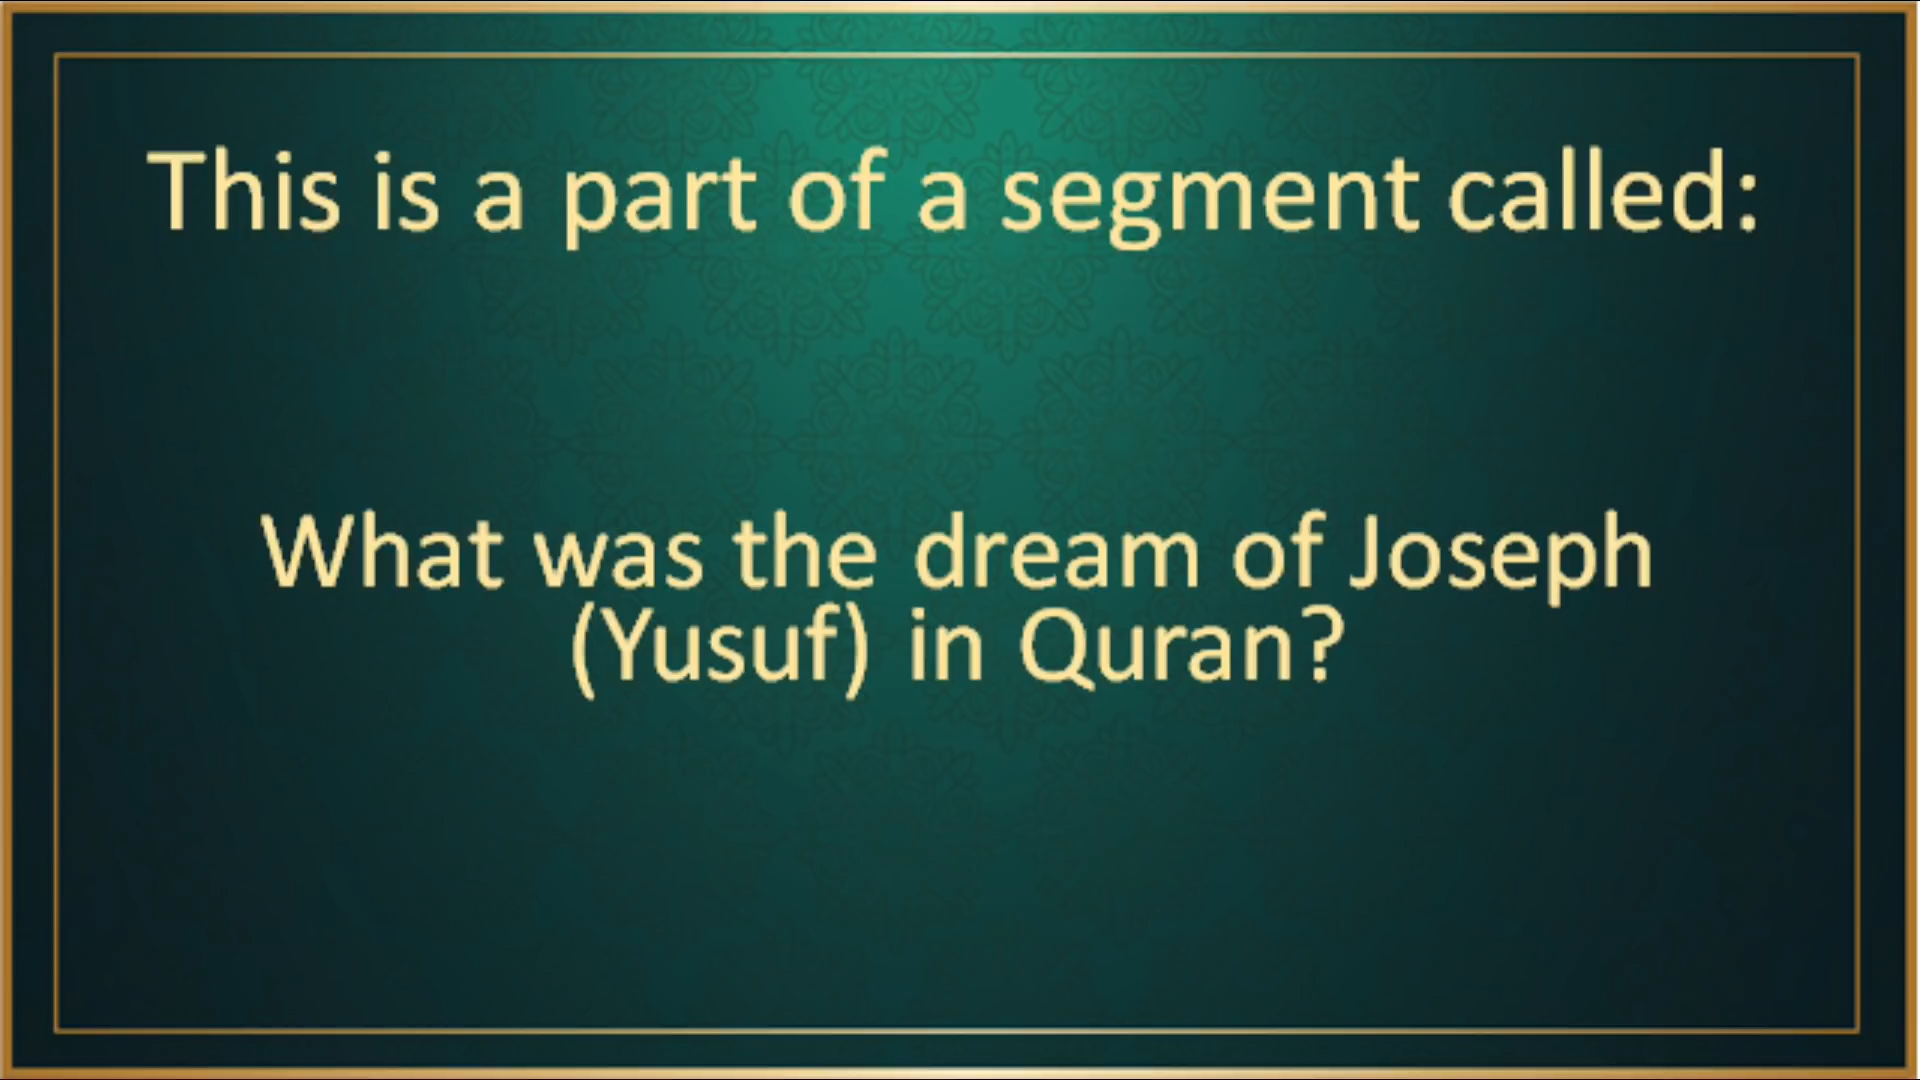 This is a part of a segment called:
What was the dream of Joseph
(Yusuf) in Quran?